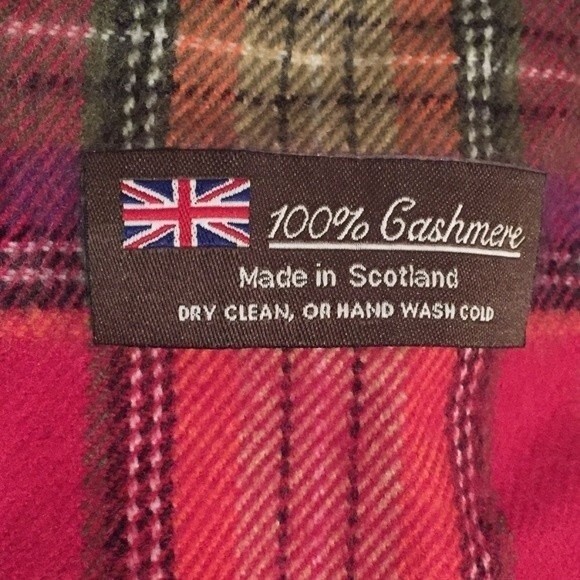 100% Cashmere
Made in Scotland
DRY CLEAN, OR HAND WASH COLD